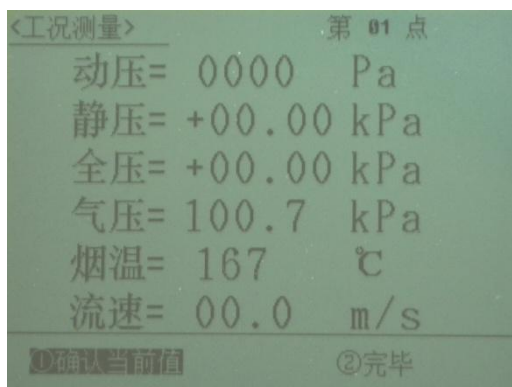 <工况测量> 第 01 点
动压= 0000 Pa
静压= +00.00 kPa
全压= +00.00 kPa
气压= 100.7 kPa
烟温= 167 ℃
流速= 00.0 m/s
①确认当前值 ②完毕